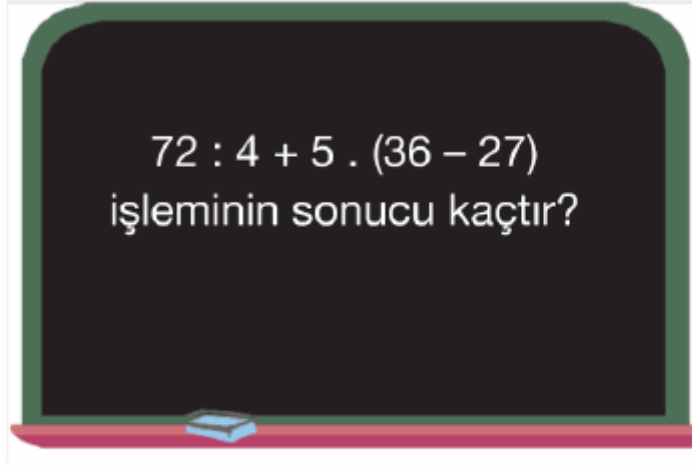 72 : 4 + 5 . (36 – 27)
işleminin sonucu kaçtır?